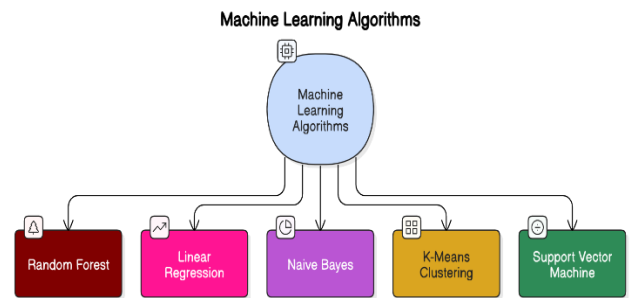 Machine Learning Algorithms
Machine
Learning
Algorithms
Random Forest
Linear
Regression
Naive Bayes
K-Means
Clustering
Support Vector
Machine